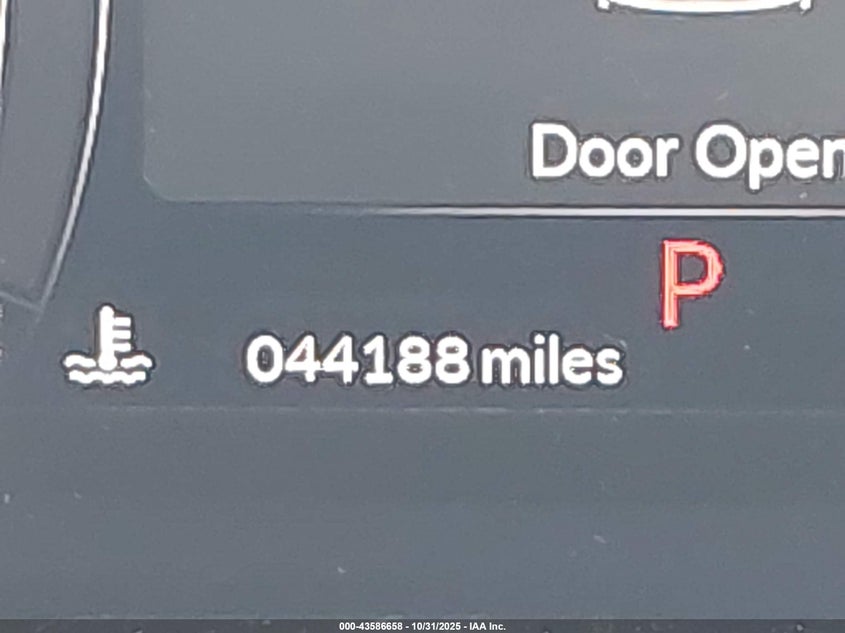 Door Open
P
044188 miles
000-43586658 - 10/31/2025 - IAA Inc.